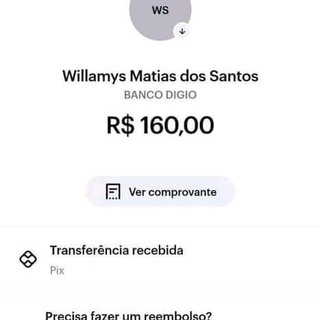 WS
Willamys Matias dos Santos
BANCO DIGIO
R$ 160,00
Ver comprovante
Transferência recebida
Pix
Precisa fazer um reembolso?